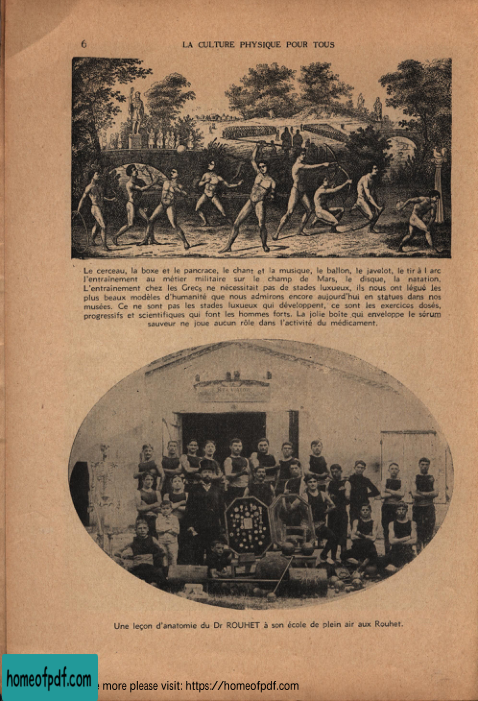 6
LA CULTURE PHYSIQUE POUR TOUS
Le cerceau, la boxe et le pancrace, le chant et la musique, le ballon, le javelot, le tir à l arc
l'entraînement au métier militaire sur le champ de Mars, le disque, la natation.
L'entraînement chez les Grecs ne nécessitait pas de stades luxueux, ils nous ont légué les
plus beaux modèles d'humanité que nous admirons encore aujourd'hui en statues dans nos
musées. Ce ne sont pas les stades luxueux qui développent, ce sont les exercices dosés,
progressifs et scientifiques qui font les hommes forts. La jolie boîte qui enveloppe le sérum
sauveur ne joue aucun rôle dans l'activité du médicament.
Une leçon d'anatomie du Dr ROUHET à son école de plein air aux Rouhet.
homeofpdf.com
more please visit: https://homeofpdf.com